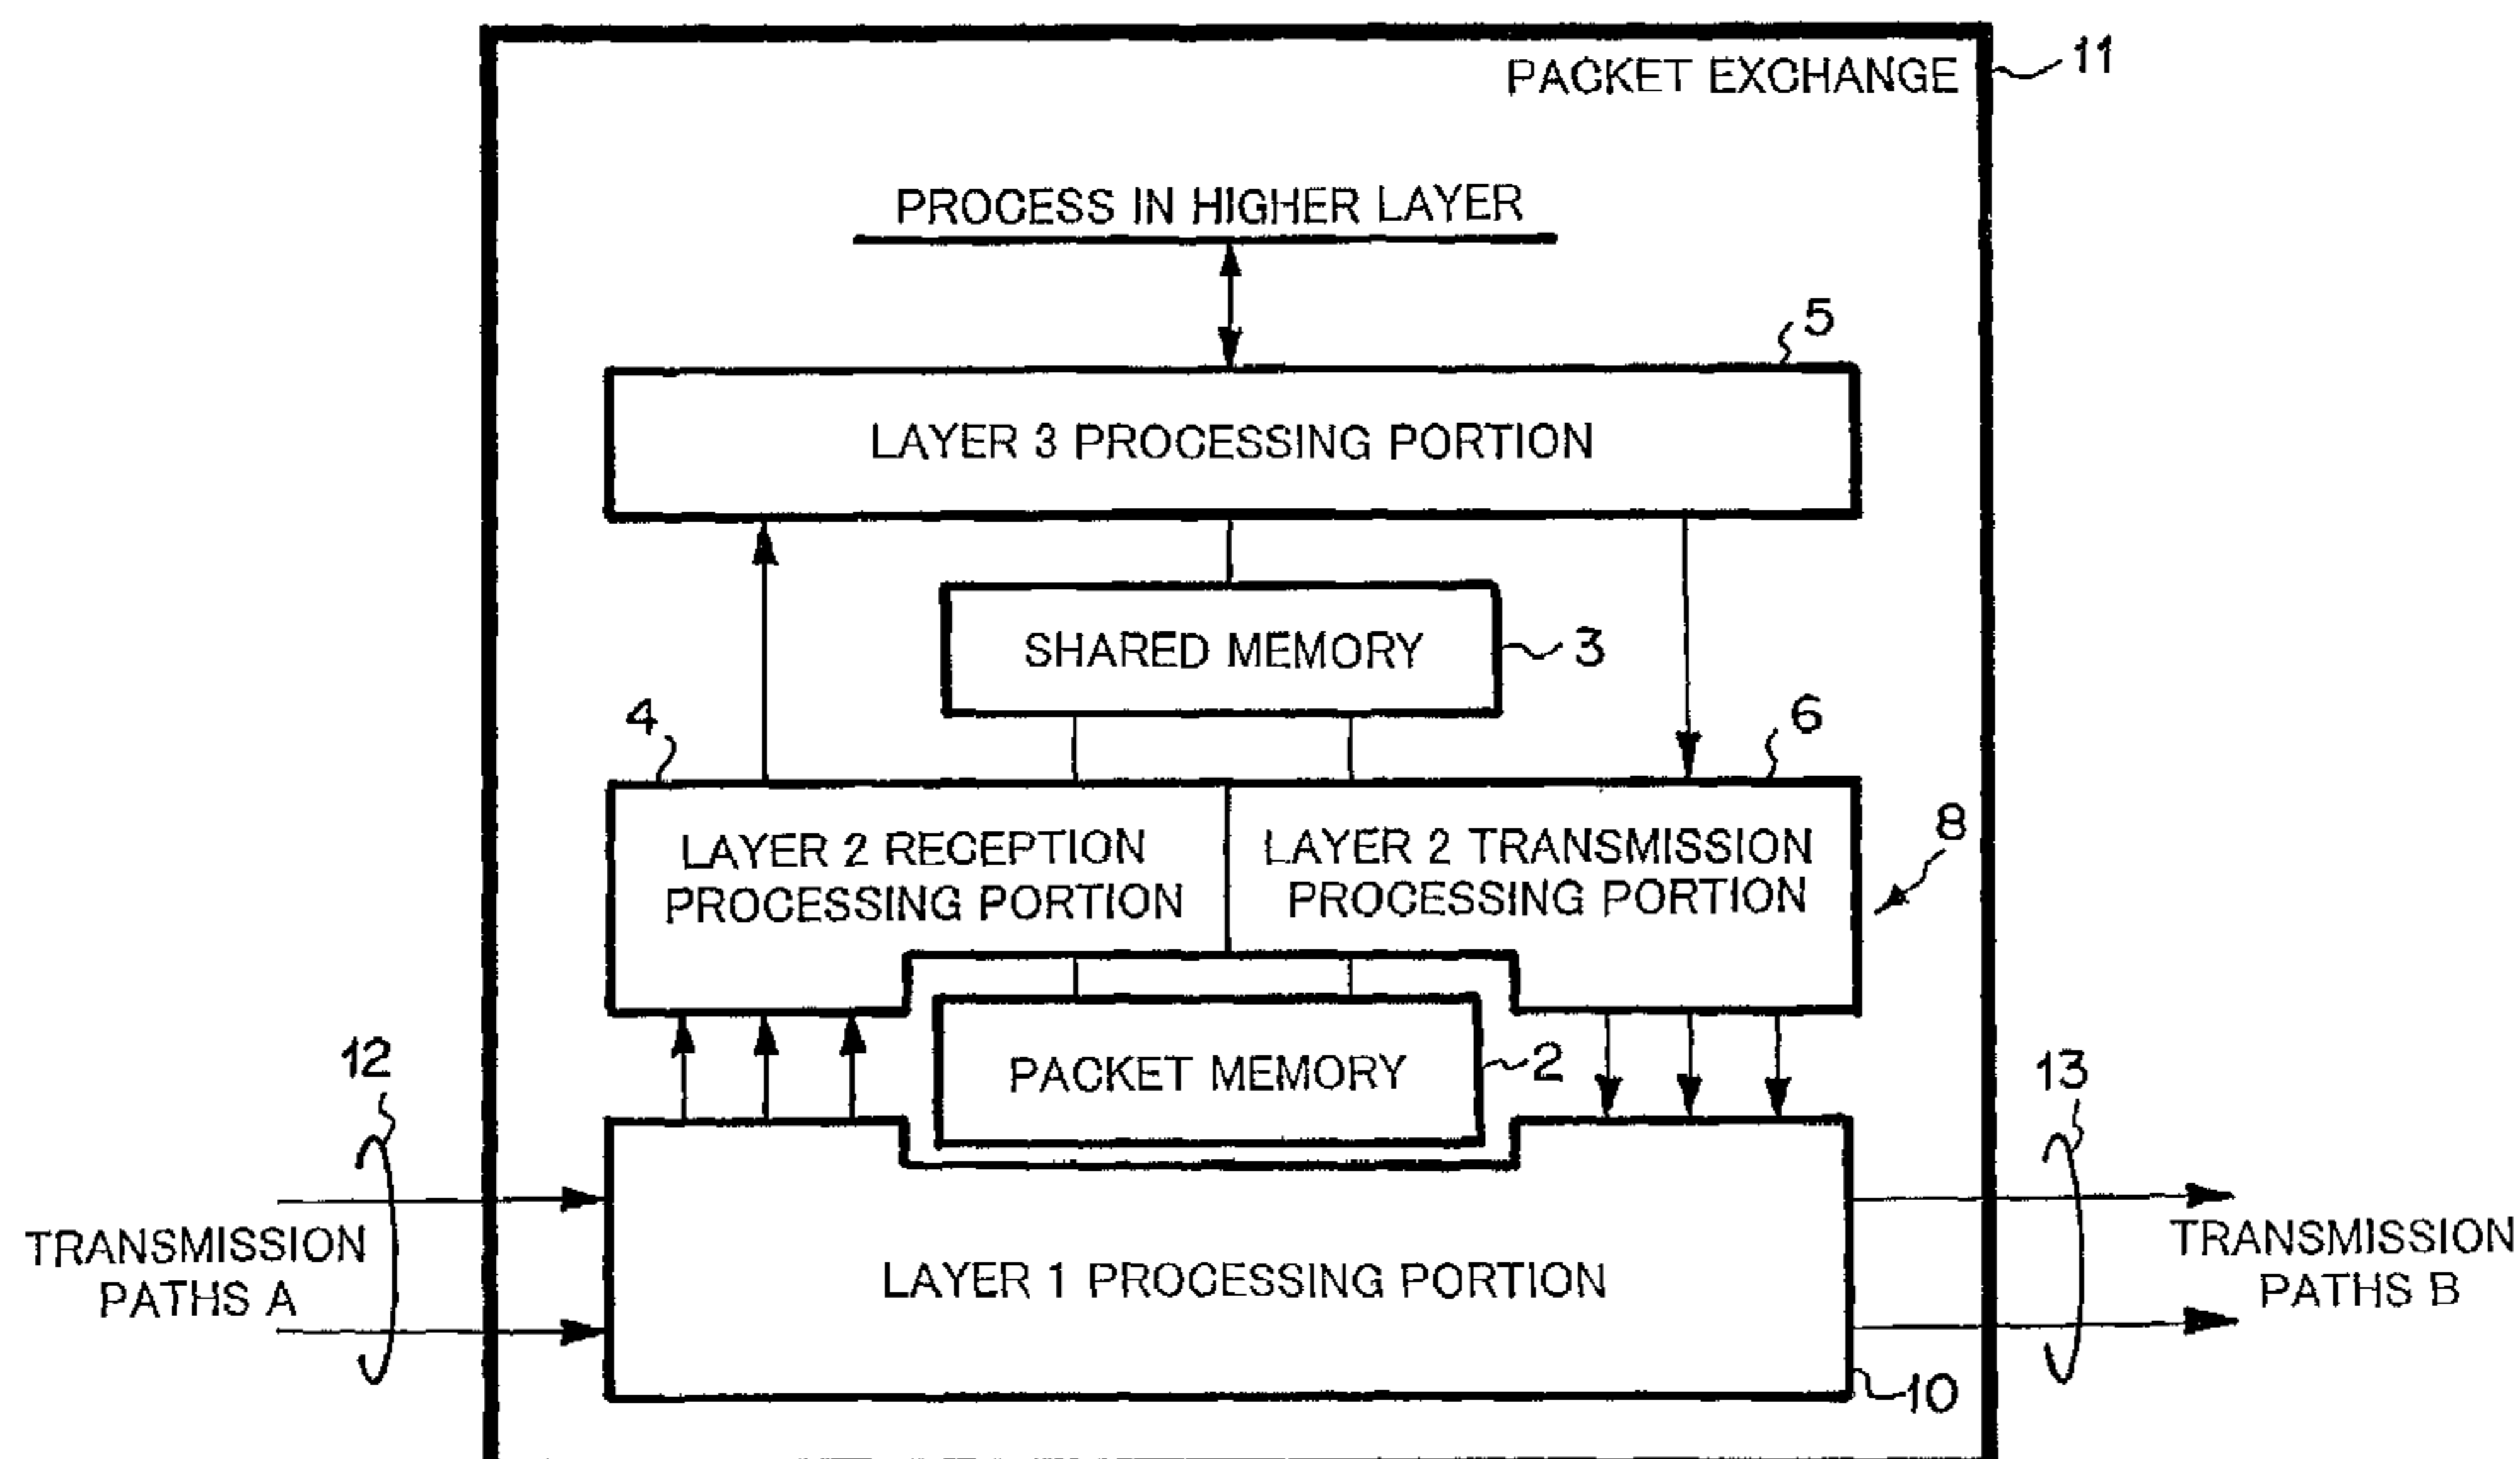 11
PACKET EXCHANGE
PROCESS IN HIGHER LAYER
5
LAYER 3 PROCESSING PORTION
SHARED MEMORY
3
4
6
8
LAYER 2 RECEPTION
PROCESSING PORTION
LAYER 2 TRANSMISSION
PROCESSING PORTION
12
PACKET MEMORY
2
13
TRANSMISSION
PATHS A
LAYER 1 PROCESSING PORTION
TRANSMISSION
PATHS B
10